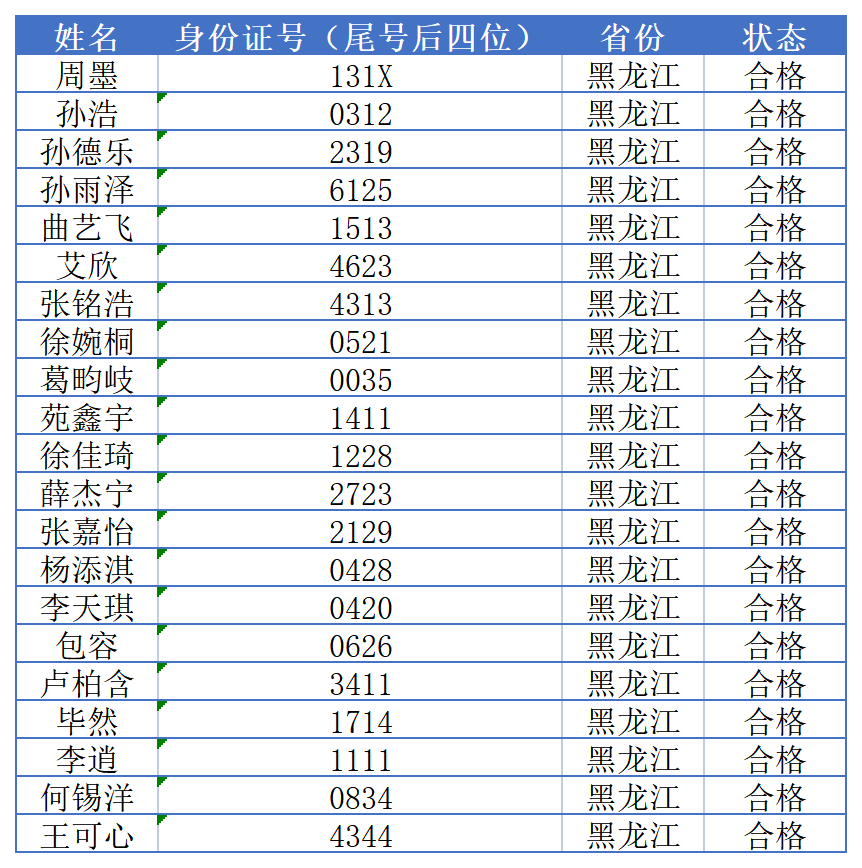 姓名 身份证号（尾号后四位） 省份 状态
周墨 131X 黑龙江 合格
孙浩 0312 黑龙江 合格
孙德乐 2319 黑龙江 合格
孙雨泽 6125 黑龙江 合格
曲艺飞 1513 黑龙江 合格
艾欣 4623 黑龙江 合格
张铭浩 4313 黑龙江 合格
徐婉桐 0521 黑龙江 合格
葛畇岐 0035 黑龙江 合格
苑鑫宇 1411 黑龙江 合格
徐佳琦 1228 黑龙江 合格
薛杰宁 2723 黑龙江 合格
张嘉怡 2129 黑龙江 合格
杨添淇 0428 黑龙江 合格
李天琪 0420 黑龙江 合格
包容 0626 黑龙江 合格
卢柏含 3411 黑龙江 合格
毕然 1714 黑龙江 合格
李逍 1111 黑龙江 合格
何锡洋 0834 黑龙江 合格
王可心 4344 黑龙江 合格